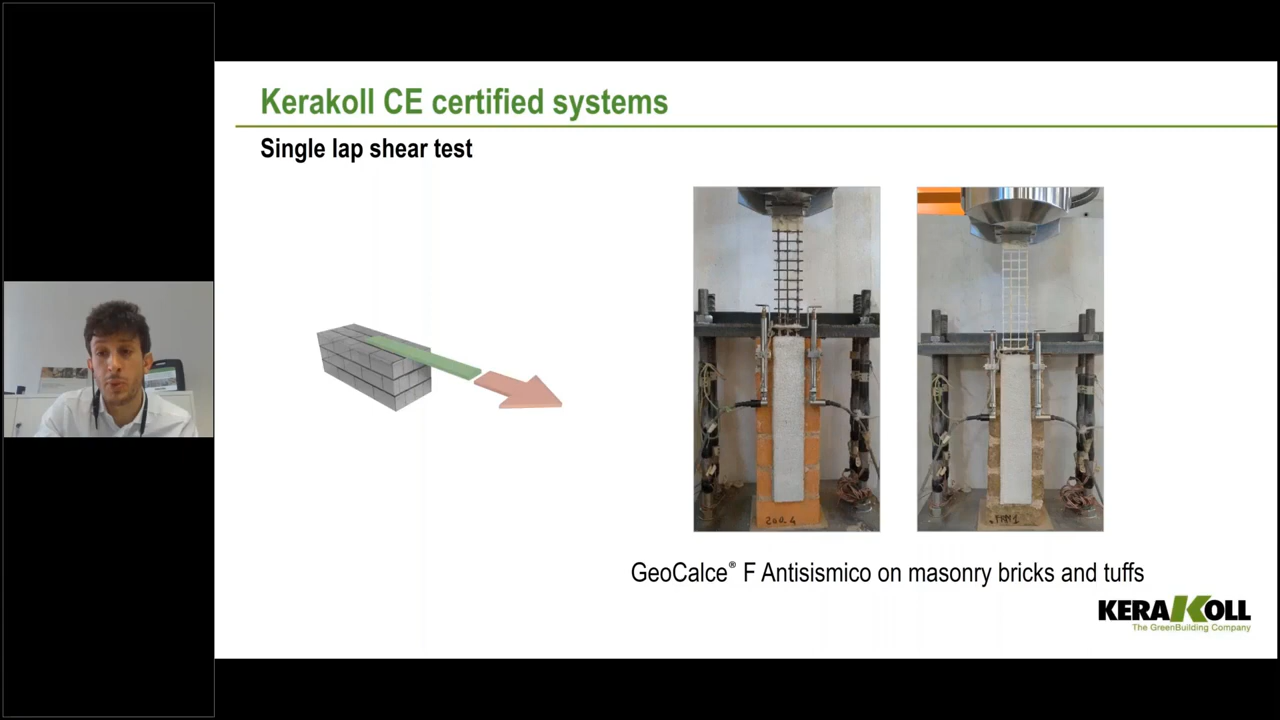 Kerakoll CE certified systems
Single lap shear test
200_4
GeoCalce® F Antisismico on masonry bricks and tuffs
KERAKOLL
The GreenBuilding Company